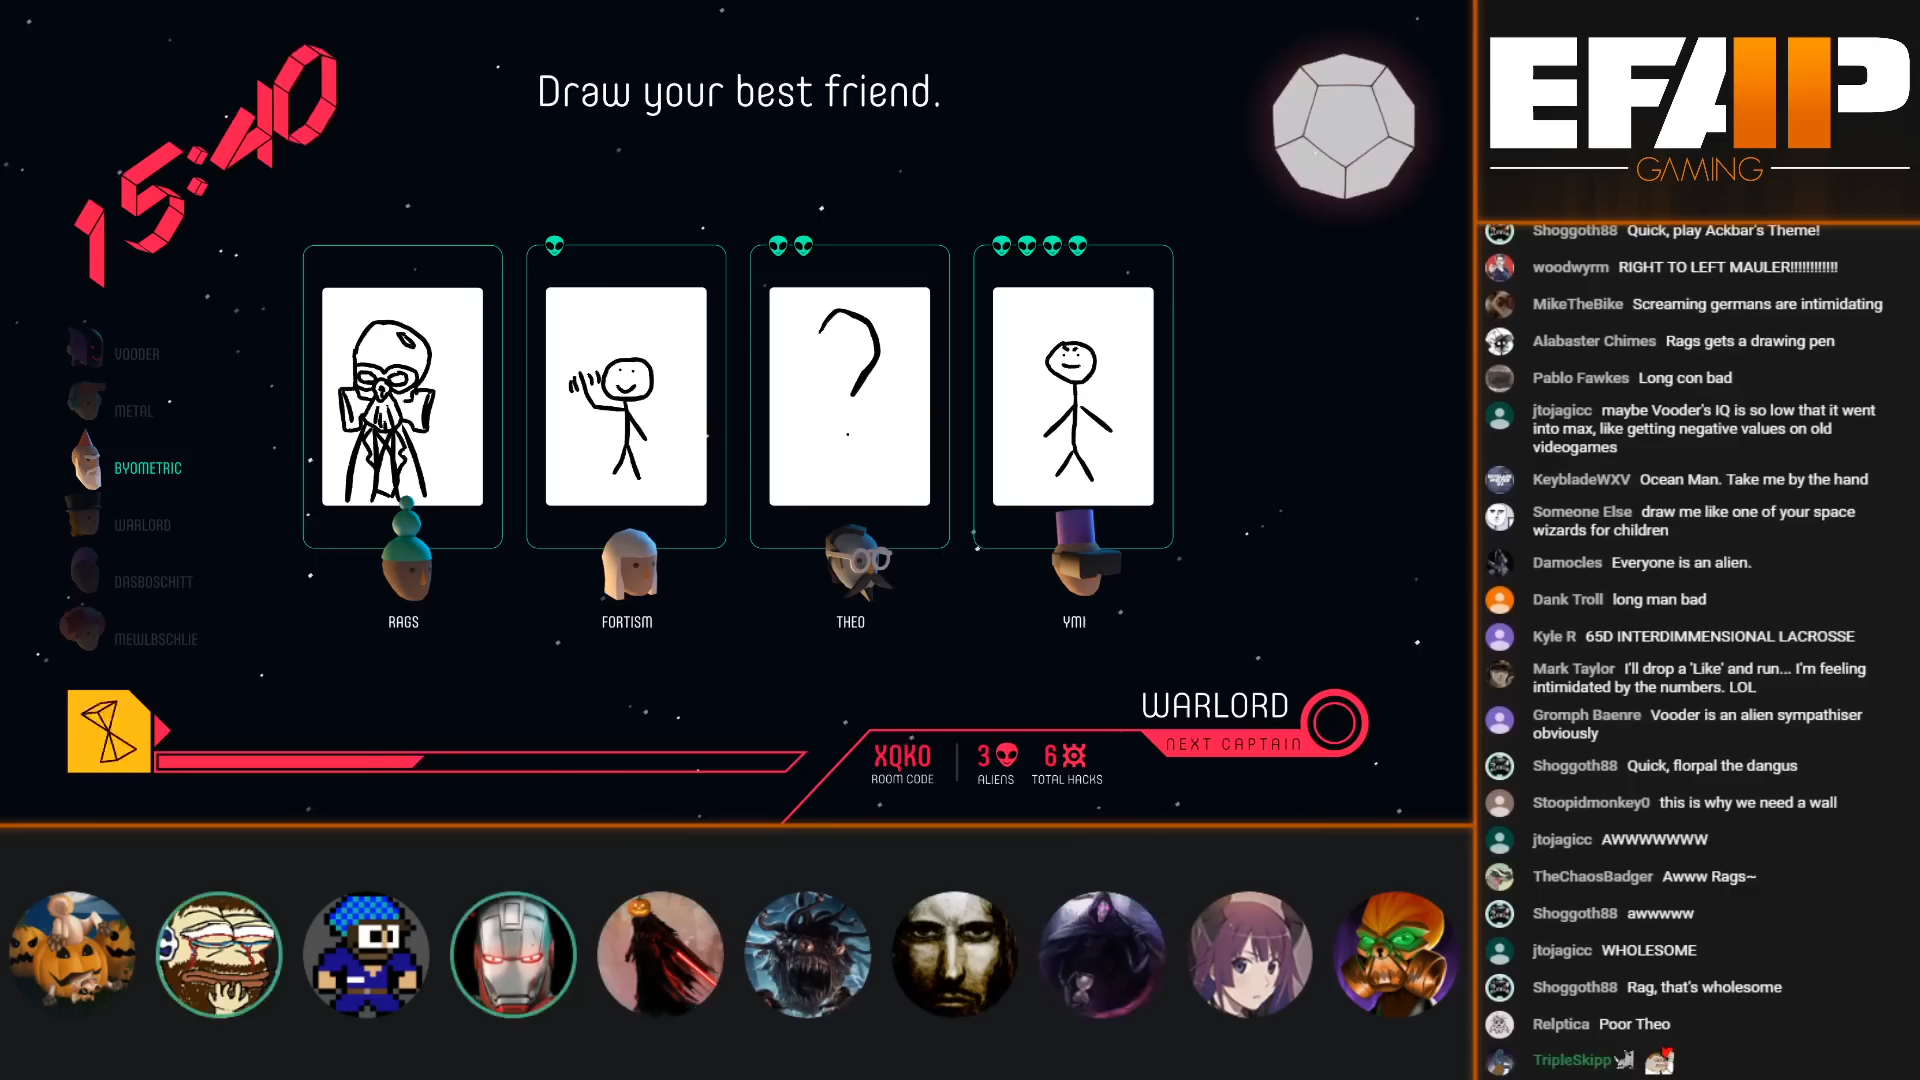 15:40
Draw your best friend.
VOODER
METAL
BYOMETRIC
WARLORD
DASBOSCHITT
MEWLBSCHLIE
RAGS
FORTISM
THEO
YMI
WARLORD
NEXT CAPTAIN
XQKO
ROOM CODE
3
ALIENS
6
TOTAL HACKS
EFAP
GAMING
Shoggoth88 Quick, play Ackbar's Theme!
woodwyrm RIGHT TO LEFT MAULER!!!!!!!!!!!!
MikeTheBike Screaming germans are intimidating
Alabaster Chimes Rags gets a drawing pen
Pablo Fawkes Long con bad
jtojagicc maybe Vooder's IQ is so low that it went
into max, like getting negative values on old
videogames
KeybladeWXV Ocean Man. Take me by the hand
Someone Else draw me like one of your space
wizards for children
Damocles Everyone is an alien.
Dank Troll long man bad
Kyle R 65D INTERDIMMENSIONAL LACROSSE
Mark Taylor I'll drop a 'Like' and run... I'm feeling
intimidated by the numbers. LOL
Gromph Baenre Vooder is an alien sympathiser
obviously
Shoggoth88 Quick, florpal the dangus
Stoopidmonkey0 this is why we need a wall
jtojagicc AWWWWWWW
TheChaosBadger Awww Rags~
Shoggoth88 awwwww
jtojagicc WHOLESOME
Shoggoth88 Rag, that's wholesome
Relptica Poor Theo
TripleSkipp